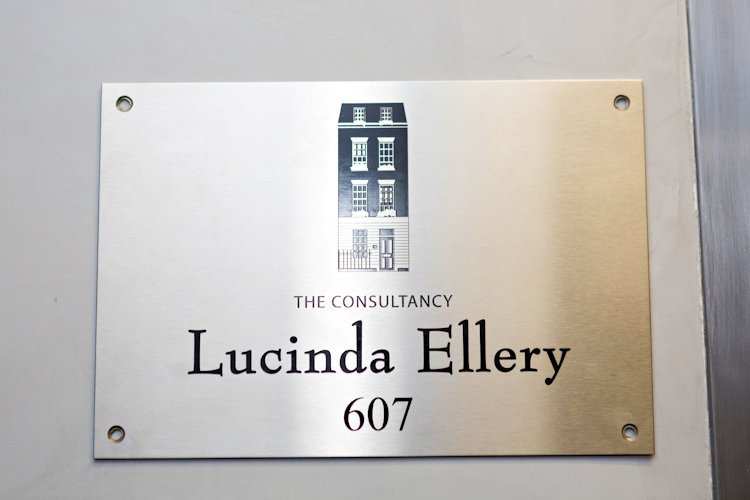 THE CONSULTANCY
Lucinda Ellery
607